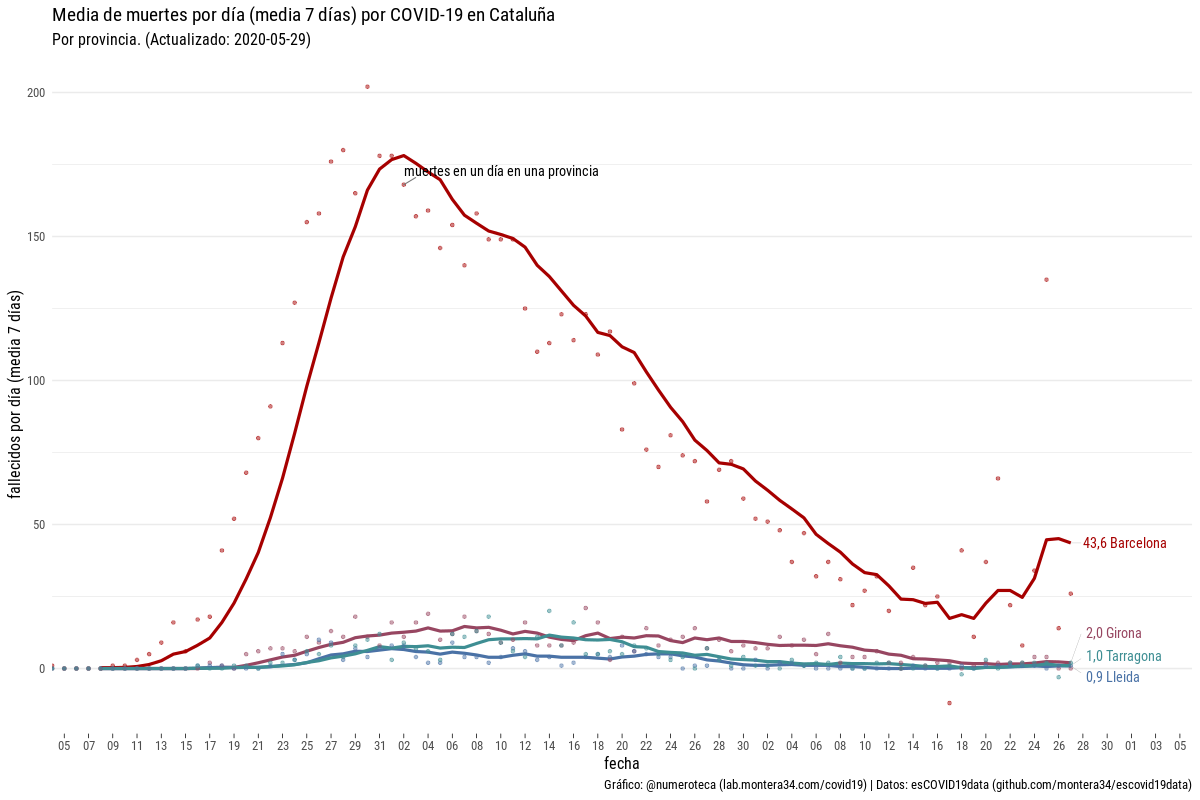 Media de muertes por día (media 7 días) por COVID-19 en Cataluña
Por provincia. (Actualizado: 2020-05-29)
fallecidos por día (media 7 días)
200
150
100
50
0
muertes en un día en una provincia
43,6 Barcelona
2,0 Girona
1,0 Tarragona
0,9 Lleida
05 07 09 11 13 15 17 19 21 23 25 27 29 31 02 04 06 08 10 12 14 16 18 20 22 24 26 28 30 02 04 06 08 10 12 14 16 18 20 22 24 26 28 30 01 03 05
fecha
Gráfico: @numeroteca (lab.montera34.com/covid19) | Datos: esCOVID19data (github.com/montera34/escovid19data)